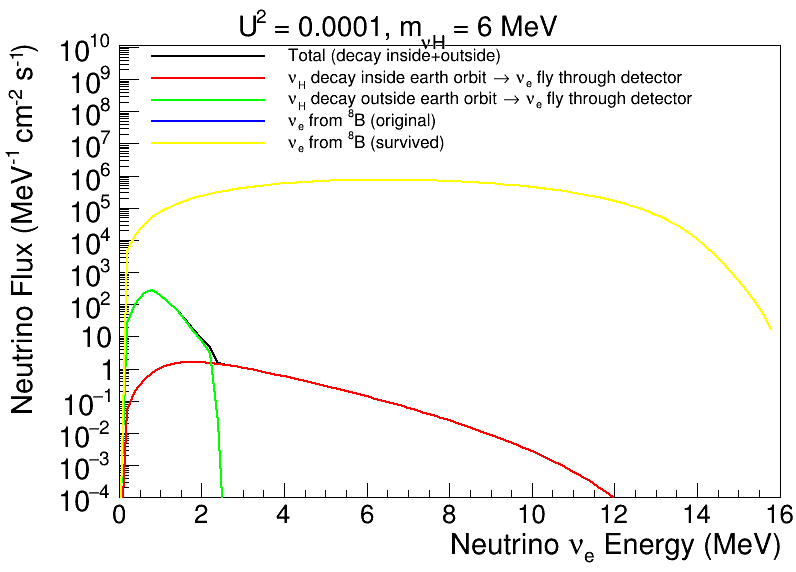 U² = 0.0001, m_νH = 6 MeV
Neutrino Flux (MeV⁻¹ cm⁻² s⁻¹)
Total (decay inside+outside)
ν_H decay inside earth orbit → ν_e fly through detector
ν_H decay outside earth orbit → ν_e fly through detector
ν_e from ⁸B (original)
ν_e from ⁸B (survived)
10¹⁰
10⁹
10⁸
10⁷
10⁶
10⁵
10⁴
10³
10²
10
1
10⁻¹
10⁻²
10⁻³
10⁻⁴
0 2 4 6 8 10 12 14 16
Neutrino ν_e Energy (MeV)